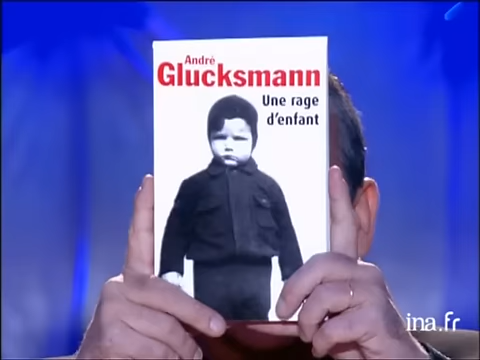 André
Glucksmann
Une rage
d'enfant
ina.fr